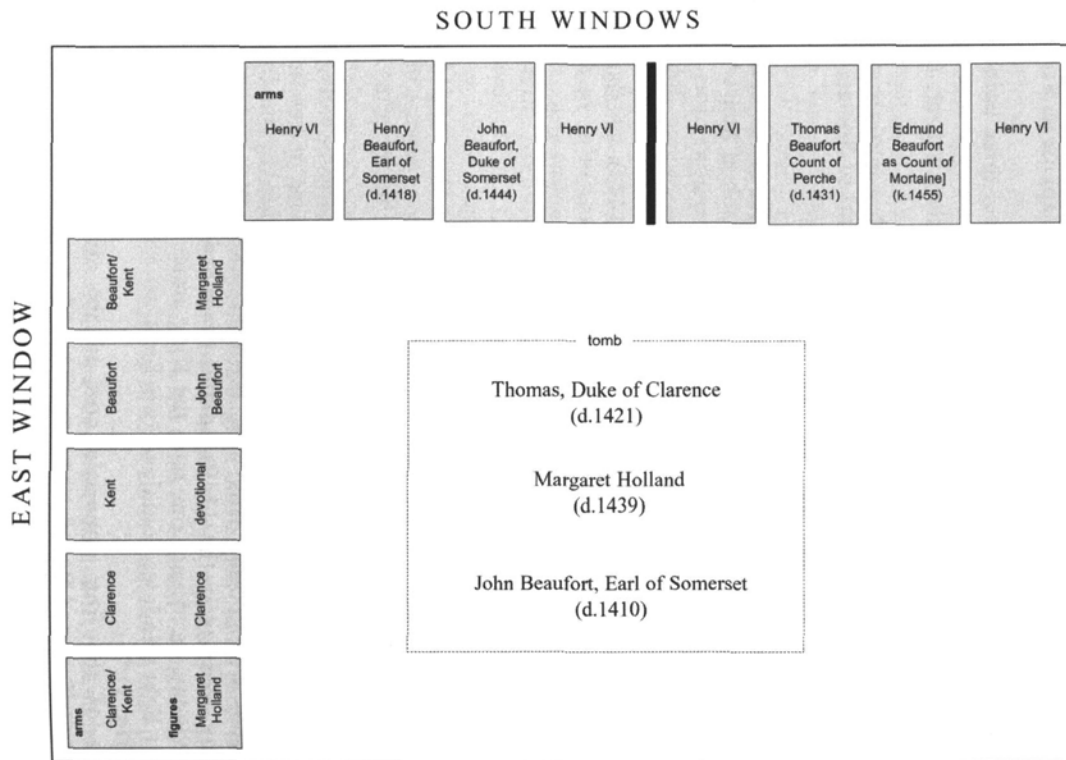 SOUTH WINDOWS
arms
Henry VI
Henry
Beaufort,
Earl of
Somerset
(d.1418)
John
Beaufort,
Duke of
Somerset
(d.1444)
Henry VI
Henry VI
Thomas
Beaufort
Count of
Perche
(d.1431)
Edmund
Beaufort
as Count of
Mortaine]
(k.1455)
Henry VI
EAST WINDOW
Beaufort/
Kent
Margaret
Holland
Beaufort
John
Beaufort
Kent
devotional
Clarence
Clarence
arms
Clarence/
Kent
figures
Margaret
Holland
tomb
Thomas, Duke of Clarence
(d.1421)
Margaret Holland
(d.1439)
John Beaufort, Earl of Somerset
(d.1410)